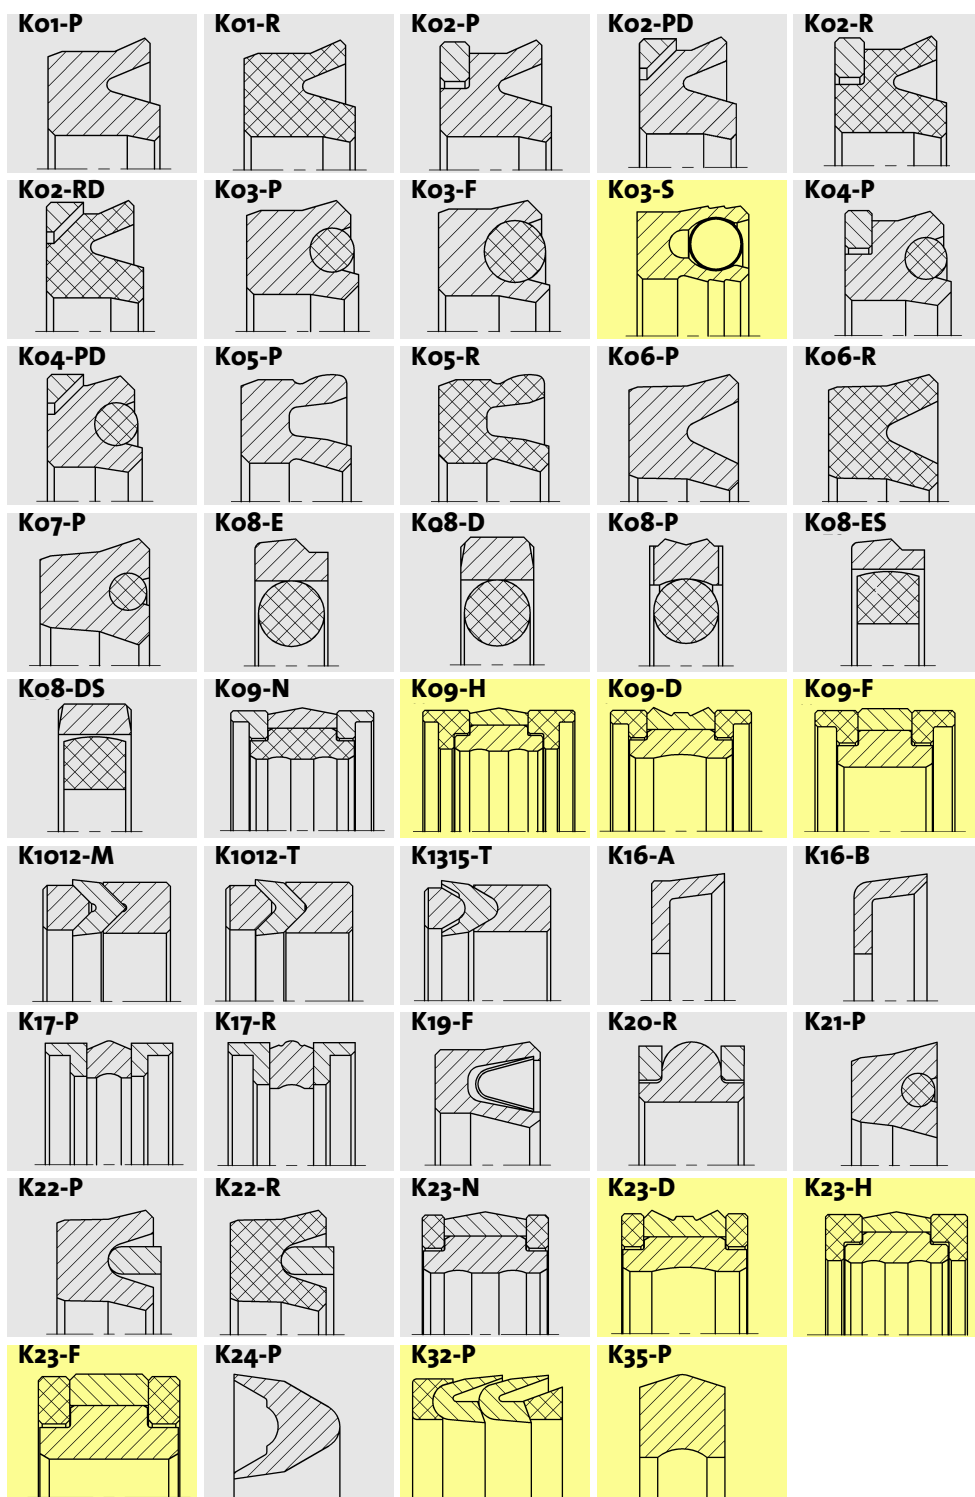 K01-P K01-R K02-P K02-PD K02-R
K02-RD K03-P K03-F K03-S K04-P
K04-PD K05-P K05-R K06-P K06-R
K07-P K08-E K08-D K08-P K08-ES
K08-DS K09-N K09-H K09-D K09-F
K1012-M K1012-T K1315-T K16-A K16-B
K17-P K17-R K19-F K20-R K21-P
K22-P K22-R K23-N K23-D K23-H
K23-F K24-P K32-P K35-P